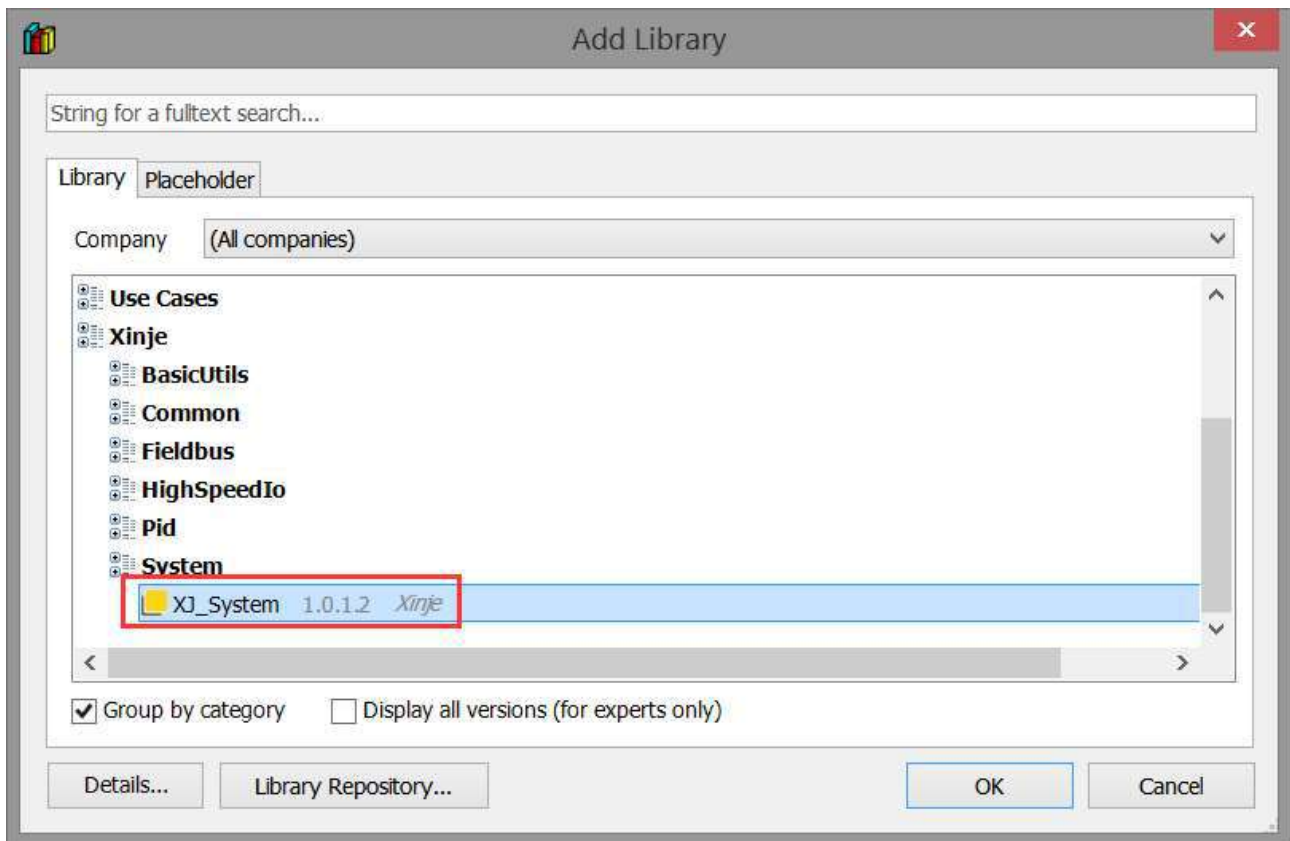 Add Library
String for a fulltext search...
Library Placeholder
Company (All companies)
Use Cases
Xinje
BasicUtils
Common
Fieldbus
HighSpeedIo
Pid
System
XJ_System 1.0.1.2 Xinje
Group by category Display all versions (for experts only)
Details... Library Repository... OK Cancel